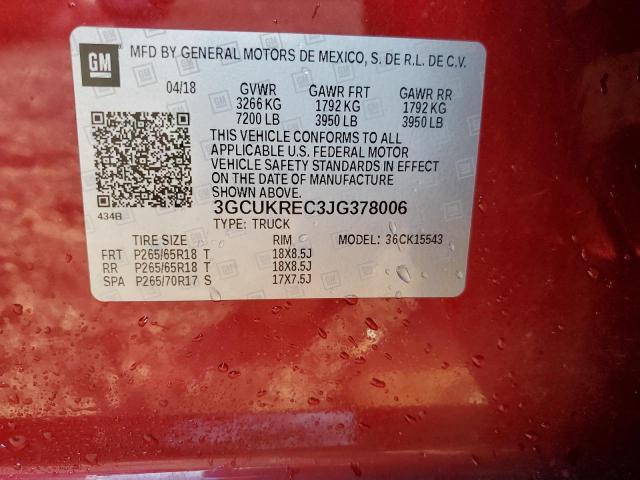 GM MFD BY GENERAL MOTORS DE MEXICO, S. DE R.L. DE C.V.
04/18 GVWR GAWR FRT GAWR RR
3266 KG 1792 KG 1792 KG
7200 LB 3950 LB 3950 LB
THIS VEHICLE CONFORMS TO ALL
APPLICABLE U.S. FEDERAL MOTOR
VEHICLE SAFETY STANDARDS IN EFFECT
ON THE DATE OF MANUFACTURE
SHOWN ABOVE.
434B 3GCUKREC3JG378006
TYPE: TRUCK
TIRE SIZE RIM MODEL: 36CK15543
FRT P265/65R18 T 18X8.5J
RR P265/65R18 T 18X8.5J
SPA P265/70R17 S 17X7.5J